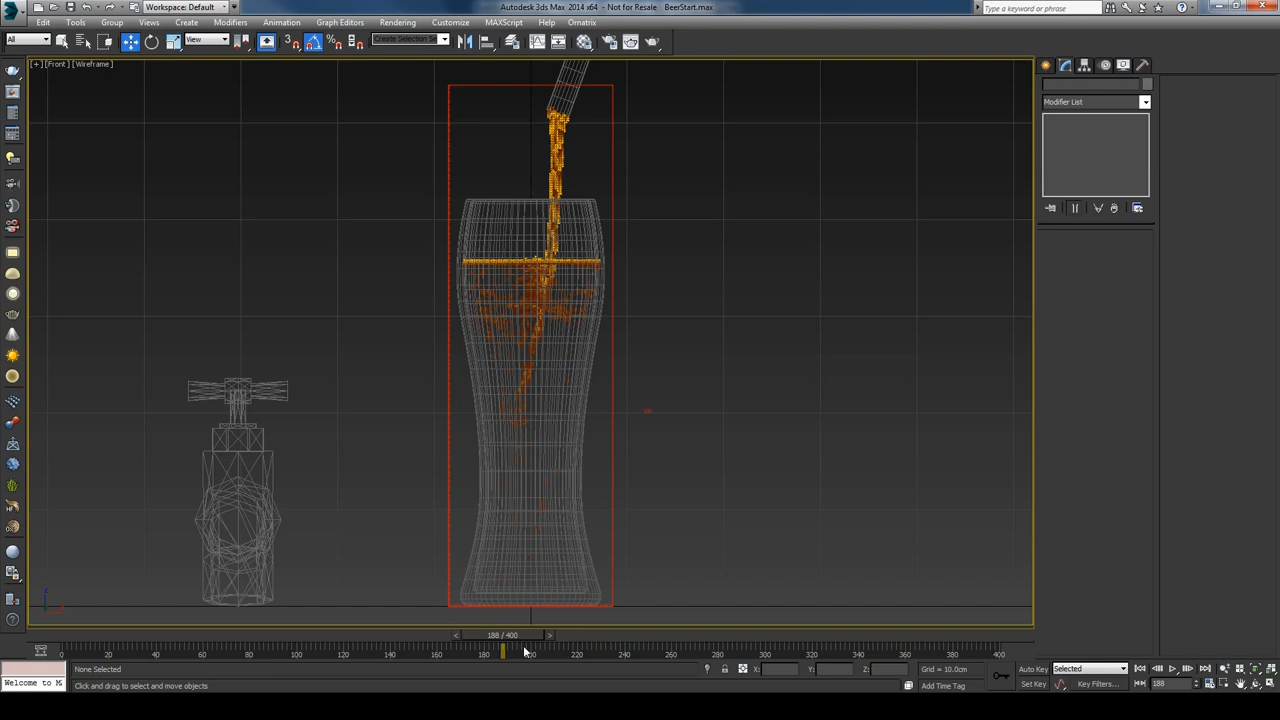 Workspace: Default
Autodesk 3ds Max 2014 x64 - Not for Resale BeerStart.max
Type a keyword or phrase
Edit Tools Group Views Create Modifiers Animation Graph Editors Rendering Customize MAXScript Help Ornatrix
All View Create Selection Se
[+] [Front] [Wireframe]
Modifier List
188 / 400
0 20 40 60 80 100 120 140 160 180 200 220 240 260 280 300 320 340 360 380 400
None Selected X: Y: Z: Grid = 10.0cm Auto Key Selected
Welcome to M Click and drag to select and move objects Add Time Tag Set Key Key Filters... 188